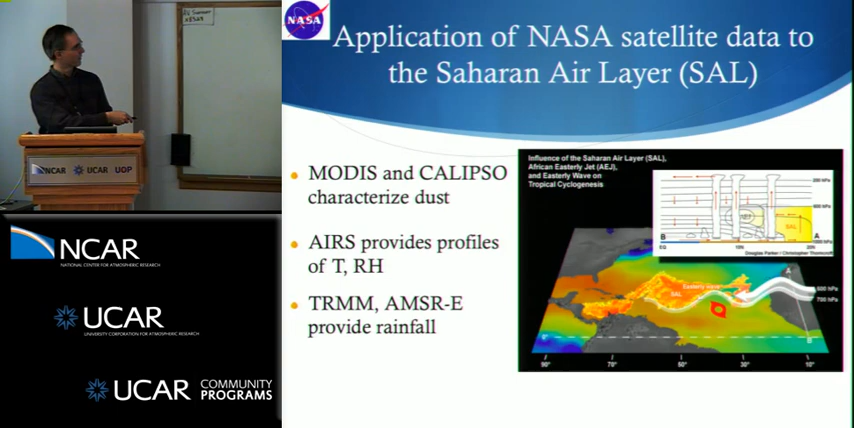 NCAR UCAR UOP
NCAR
NATIONAL CENTER FOR ATMOSPHERIC RESEARCH
UCAR
UNIVERSITY CORPORATION FOR ATMOSPHERIC RESEARCH
UCAR COMMUNITY PROGRAMS
NASA
Application of NASA satellite data to
the Saharan Air Layer (SAL)
MODIS and CALIPSO
characterize dust
AIRS provides profiles
of T, RH
TRMM, AMSR-E
provide rainfall
Influence of the Saharan Air Layer (SAL),
African Easterly Jet (AEJ),
and Easterly Wave on
Tropical Cyclogenesis
200 hPa
600 hPa
AEJ
SAL
B
A
1000 hPa
EQ
10N
20N
Douglas Parker / Christopher Thorncroft
A
Easterly wave
SAL
600 hPa
700 hPa
B
90°
70°
50°
30°
10°